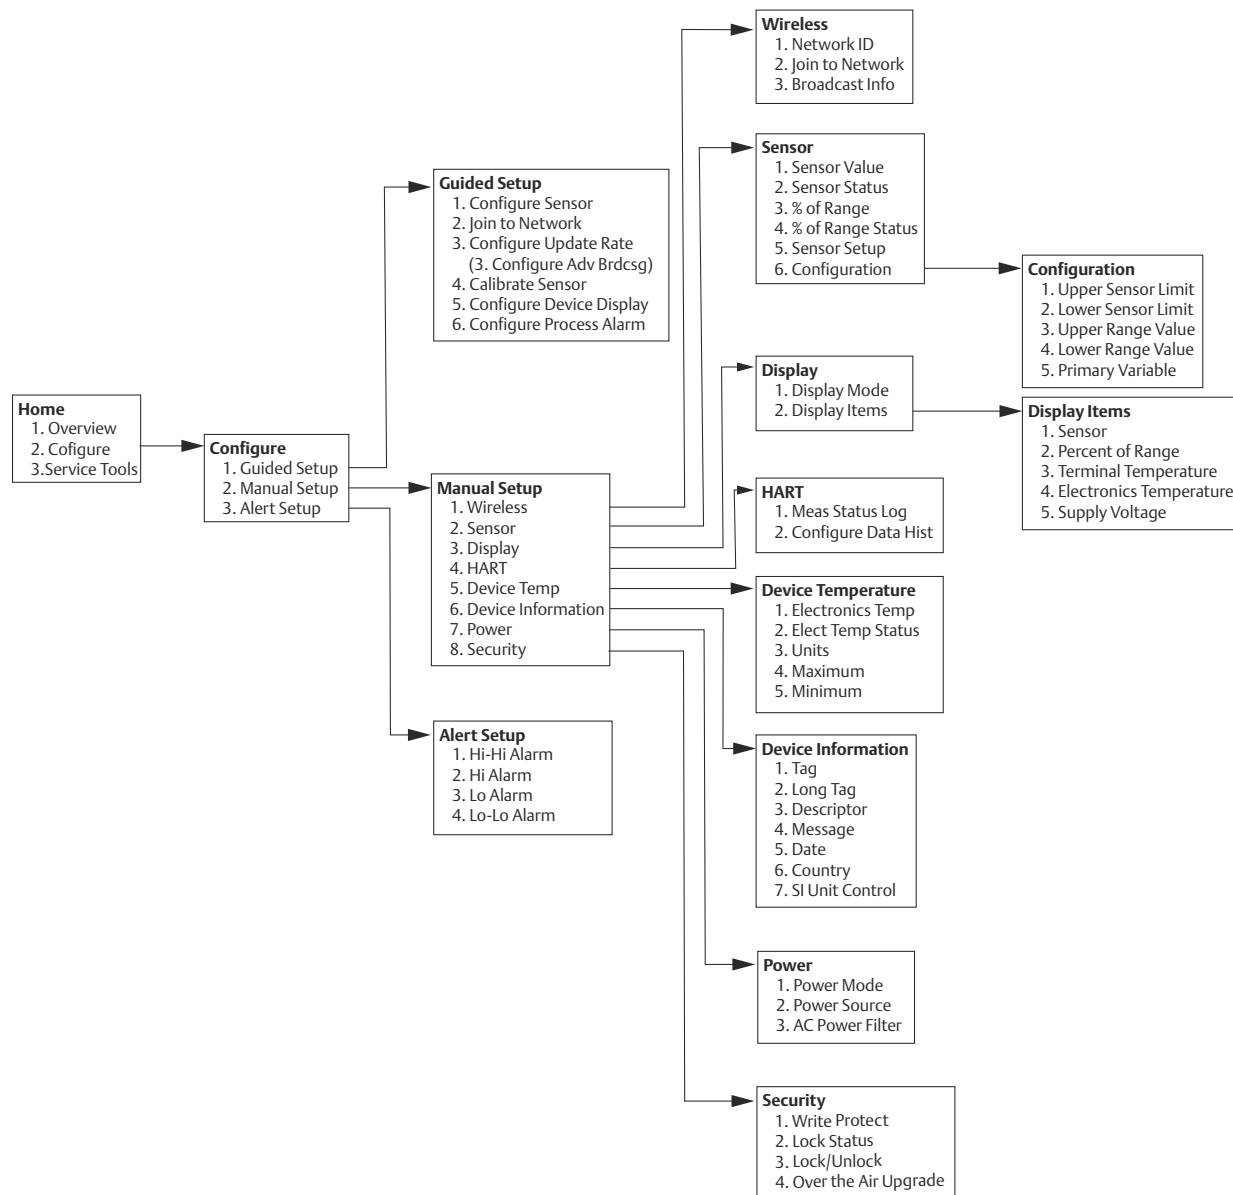 Home
1. Overview
2. Cofigure
3.Service Tools
Configure
1. Guided Setup
2. Manual Setup
3. Alert Setup
Guided Setup
1. Configure Sensor
2. Join to Network
3. Configure Update Rate
(3. Configure Adv Brdcsg)
4. Calibrate Sensor
5. Configure Device Display
6. Configure Process Alarm
Manual Setup
1. Wireless
2. Sensor
3. Display
4. HART
5. Device Temp
6. Device Information
7. Power
8. Security
Alert Setup
1. Hi-Hi Alarm
2. Hi Alarm
3. Lo Alarm
4. Lo-Lo Alarm
Wireless
1. Network ID
2. Join to Network
3. Broadcast Info
Sensor
1. Sensor Value
2. Sensor Status
3. % of Range
4. % of Range Status
5. Sensor Setup
6. Configuration
Configuration
1. Upper Sensor Limit
2. Lower Sensor Limit
3. Upper Range Value
4. Lower Range Value
5. Primary Variable
Display
1. Display Mode
2. Display Items
Display Items
1. Sensor
2. Percent of Range
3. Terminal Temperature
4. Electronics Temperature
5. Supply Voltage
HART
1. Meas Status Log
2. Configure Data Hist
Device Temperature
1. Electronics Temp
2. Elect Temp Status
3. Units
4. Maximum
5. Minimum
Device Information
1. Tag
2. Long Tag
3. Descriptor
4. Message
5. Date
6. Country
7. SI Unit Control
Power
1. Power Mode
2. Power Source
3. AC Power Filter
Security
1. Write Protect
2. Lock Status
3. Lock/Unlock
4. Over the Air Upgrade